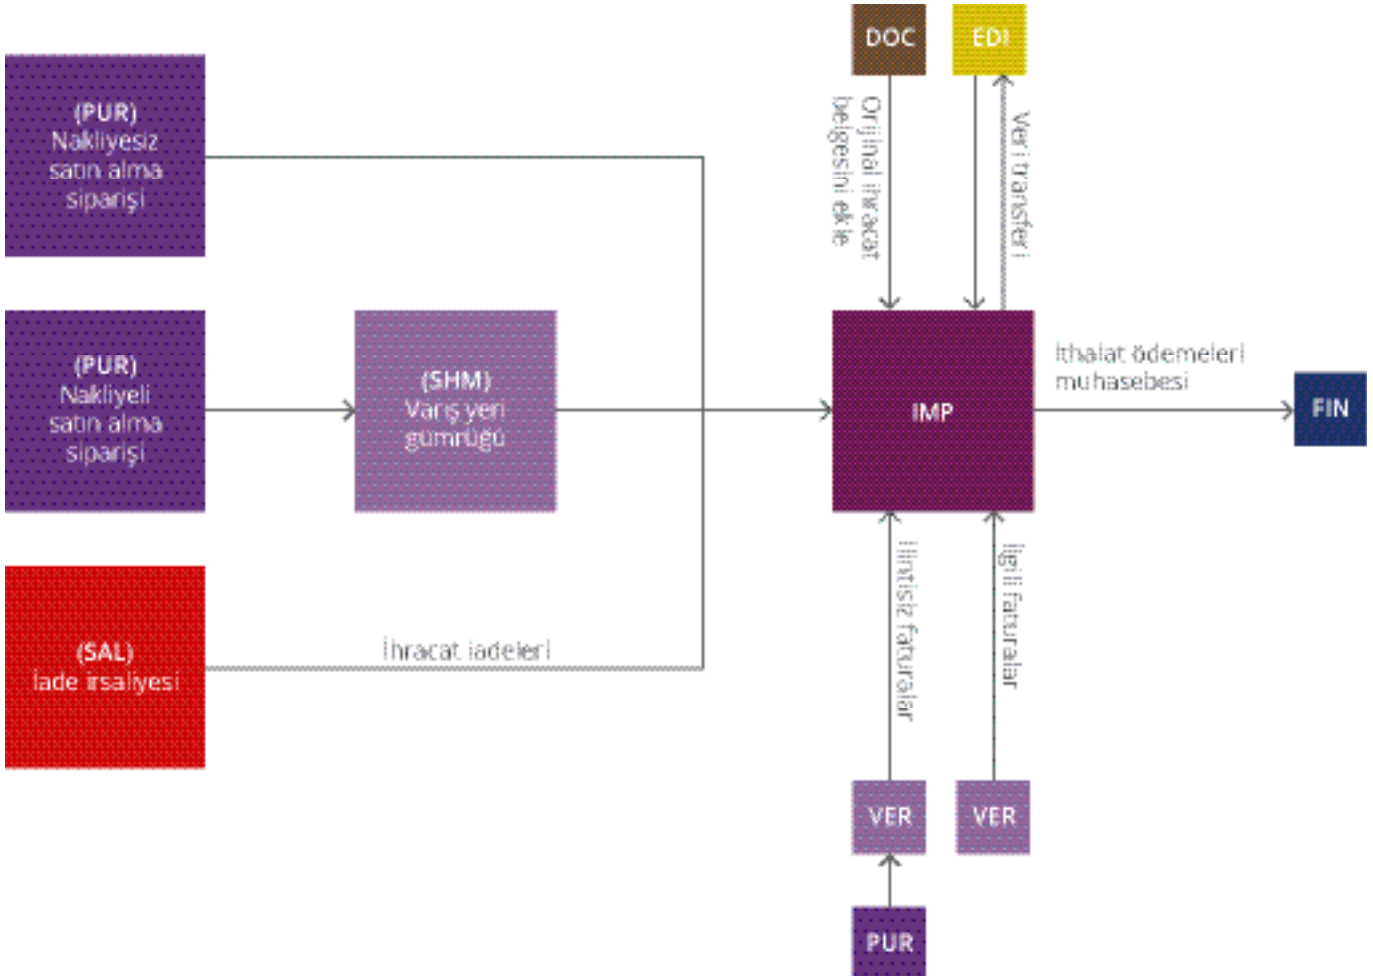 DOC
EDI
(PUR)
Nakliyesiz
satın alma
siparişi
Orijinal ihracat
belgesini ekle
Veri transferi
(PUR)
Nakliyeli
satın alma
siparişi
(SHM)
Varış yeri
gümrüğü
IMP
İthalat ödemeleri
muhasebesi
FIN
(SAL)
İade irsaliyesi
İhracat iadeleri
İlintisiz faturalar
İlgili faturalar
VER
VER
PUR